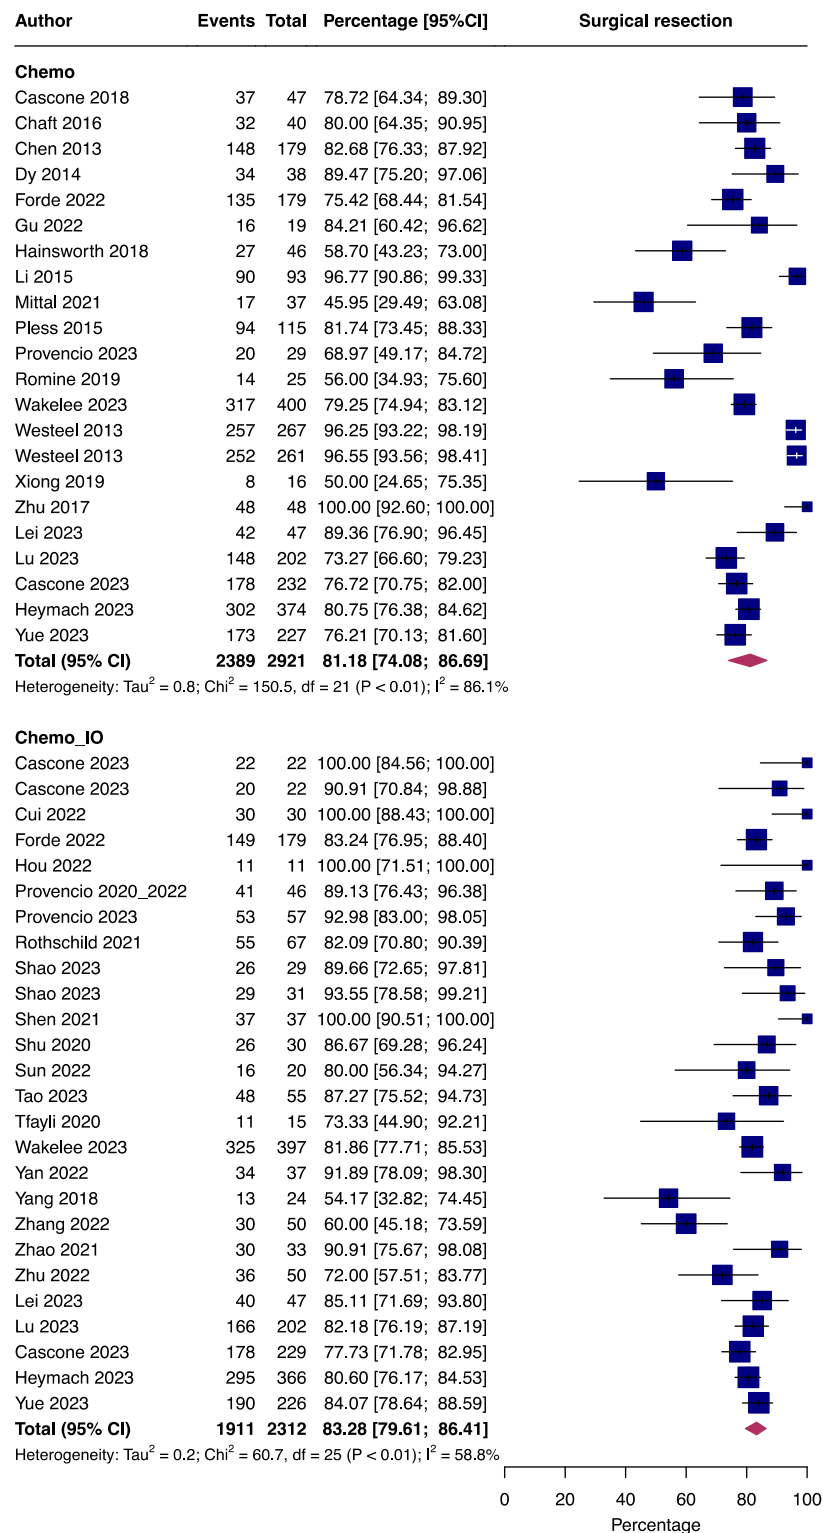 Author Events Total Percentage [95%CI] Surgical resection
Chemo
Cascone 2018 37 47 78.72 [64.34; 89.30]
Chaft 2016 32 40 80.00 [64.35; 90.95]
Chen 2013 148 179 82.68 [76.33; 87.92]
Dy 2014 34 38 89.47 [75.20; 97.06]
Forde 2022 135 179 75.42 [68.44; 81.54]
Gu 2022 16 19 84.21 [60.42; 96.62]
Hainsworth 2018 27 46 58.70 [43.23; 73.00]
Li 2015 90 93 96.77 [90.86; 99.33]
Mittal 2021 17 37 45.95 [29.49; 63.08]
Pless 2015 94 115 81.74 [73.45; 88.33]
Provencio 2023 20 29 68.97 [49.17; 84.72]
Romine 2019 14 25 56.00 [34.93; 75.60]
Wakelee 2023 317 400 79.25 [74.94; 83.12]
Westeel 2013 257 267 96.25 [93.22; 98.19]
Westeel 2013 252 261 96.55 [93.56; 98.41]
Xiong 2019 8 16 50.00 [24.65; 75.35]
Zhu 2017 48 48 100.00 [92.60; 100.00]
Lei 2023 42 47 89.36 [76.90; 96.45]
Lu 2023 148 202 73.27 [66.60; 79.23]
Cascone 2023 178 232 76.72 [70.75; 82.00]
Heymach 2023 302 374 80.75 [76.38; 84.62]
Yue 2023 173 227 76.21 [70.13; 81.60]
Total (95% CI) 2389 2921 81.18 [74.08; 86.69]
Heterogeneity: Tau² = 0.8; Chi² = 150.5, df = 21 (P < 0.01); I² = 86.1%
Chemo_IO
Cascone 2023 22 22 100.00 [84.56; 100.00]
Cascone 2023 20 22 90.91 [70.84; 98.88]
Cui 2022 30 30 100.00 [88.43; 100.00]
Forde 2022 149 179 83.24 [76.95; 88.40]
Hou 2022 11 11 100.00 [71.51; 100.00]
Provencio 2020_2022 41 46 89.13 [76.43; 96.38]
Provencio 2023 53 57 92.98 [83.00; 98.05]
Rothschild 2021 55 67 82.09 [70.80; 90.39]
Shao 2023 26 29 89.66 [72.65; 97.81]
Shao 2023 29 31 93.55 [78.58; 99.21]
Shen 2021 37 37 100.00 [90.51; 100.00]
Shu 2020 26 30 86.67 [69.28; 96.24]
Sun 2022 16 20 80.00 [56.34; 94.27]
Tao 2023 48 55 87.27 [75.52; 94.73]
Tfayli 2020 11 15 73.33 [44.90; 92.21]
Wakelee 2023 325 397 81.86 [77.71; 85.53]
Yan 2022 34 37 91.89 [78.09; 98.30]
Yang 2018 13 24 54.17 [32.82; 74.45]
Zhang 2022 30 50 60.00 [45.18; 73.59]
Zhao 2021 30 33 90.91 [75.67; 98.08]
Zhu 2022 36 50 72.00 [57.51; 83.77]
Lei 2023 40 47 85.11 [71.69; 93.80]
Lu 2023 166 202 82.18 [76.19; 87.19]
Cascone 2023 178 229 77.73 [71.78; 82.95]
Heymach 2023 295 366 80.60 [76.17; 84.53]
Yue 2023 190 226 84.07 [78.64; 88.59]
Total (95% CI) 1911 2312 83.28 [79.61; 86.41]
Heterogeneity: Tau² = 0.2; Chi² = 60.7, df = 25 (P < 0.01); I² = 58.8%
0 20 40 60 80 100
Percentage